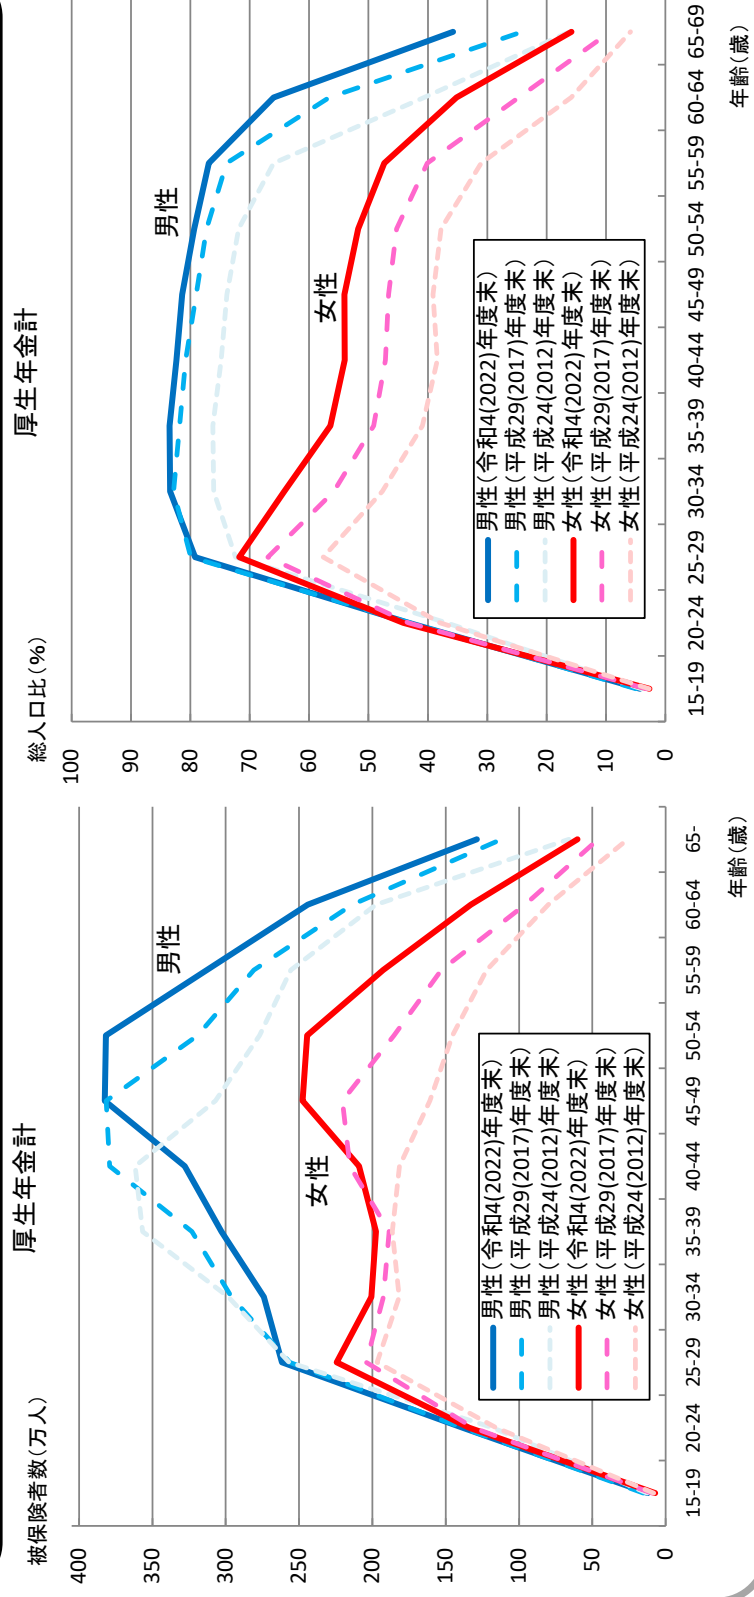 厚生年金計
被保険者数(万人)
400
350
300
250
200
150
100
50
0
男性
女性
男性(令和4(2022)年度末)
男性(平成29(2017)年度末)
男性(平成24(2012)年度末)
女性(令和4(2022)年度末)
女性(平成29(2017)年度末)
女性(平成24(2012)年度末)
15-19 20-24 25-29 30-34 35-39 40-44 45-49 50-54 55-59 60-64 65-
年齢(歳)
厚生年金計
総人口比(%)
100
90
80
70
60
50
40
30
20
10
0
男性
女性
男性(令和4(2022)年度末)
男性(平成29(2017)年度末)
男性(平成24(2012)年度末)
女性(令和4(2022)年度末)
女性(平成29(2017)年度末)
女性(平成24(2012)年度末)
15-19 20-24 25-29 30-34 35-39 40-44 45-49 50-54 55-59 60-64 65-69
年齢(歳)